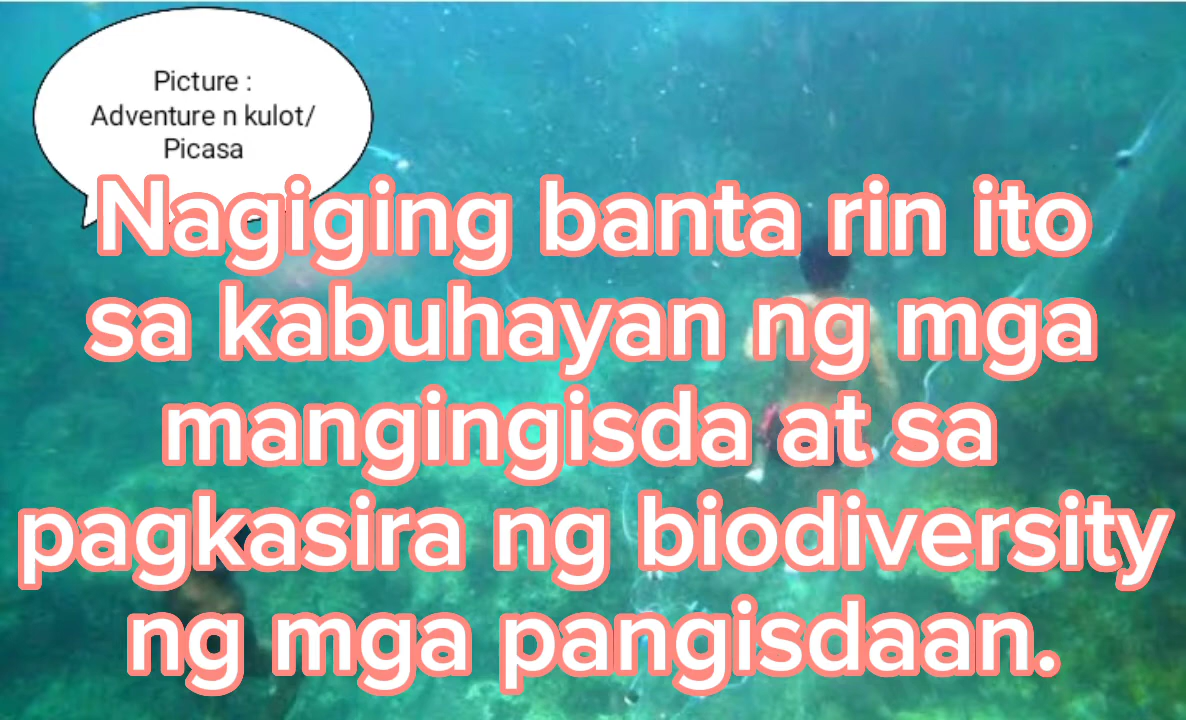 Picture :
Adventure n kulot/
Picasa
Nagiging banta rin ito
sa kabuhayan ng mga
mangingisda at sa
pagkasira ng biodiversity
ng mga pangisdaan.